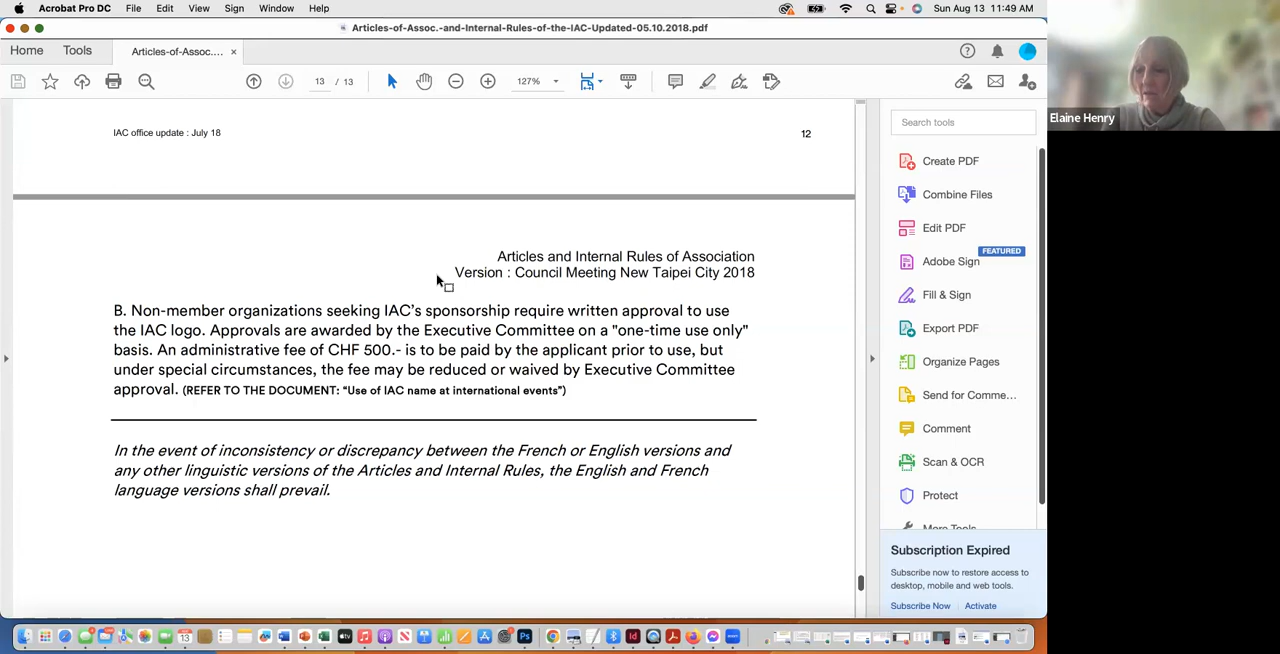 Acrobat Pro DC File Edit View Sign Window Help
Sun Aug 13 11:49 AM
Articles-of-Assoc.-and-Internal-Rules-of-the-IAC-Updated-05.10.2018.pdf
Home Tools Articles-of-Assoc.... ×
13 / 13 127%
Elaine Henry
IAC office update : July 18
12
Articles and Internal Rules of Association
Version : Council Meeting New Taipei City 2018
B. Non-member organizations seeking IAC’s sponsorship require written approval to use
the IAC logo. Approvals are awarded by the Executive Committee on a "one-time use only"
basis. An administrative fee of CHF 500.- is to be paid by the applicant prior to use, but
under special circumstances, the fee may be reduced or waived by Executive Committee
approval. (REFER TO THE DOCUMENT: “Use of IAC name at international events”)
In the event of inconsistency or discrepancy between the French or English versions and
any other linguistic versions of the Articles and Internal Rules, the English and French
language versions shall prevail.
Search tools
Create PDF
Combine Files
Edit PDF
FEATURED
Adobe Sign
Fill & Sign
Export PDF
Organize Pages
Send for Comme...
Comment
Scan & OCR
Protect
More Tools
Subscription Expired
Subscribe now to restore access to
desktop, mobile and web tools.
Subscribe Now Activate